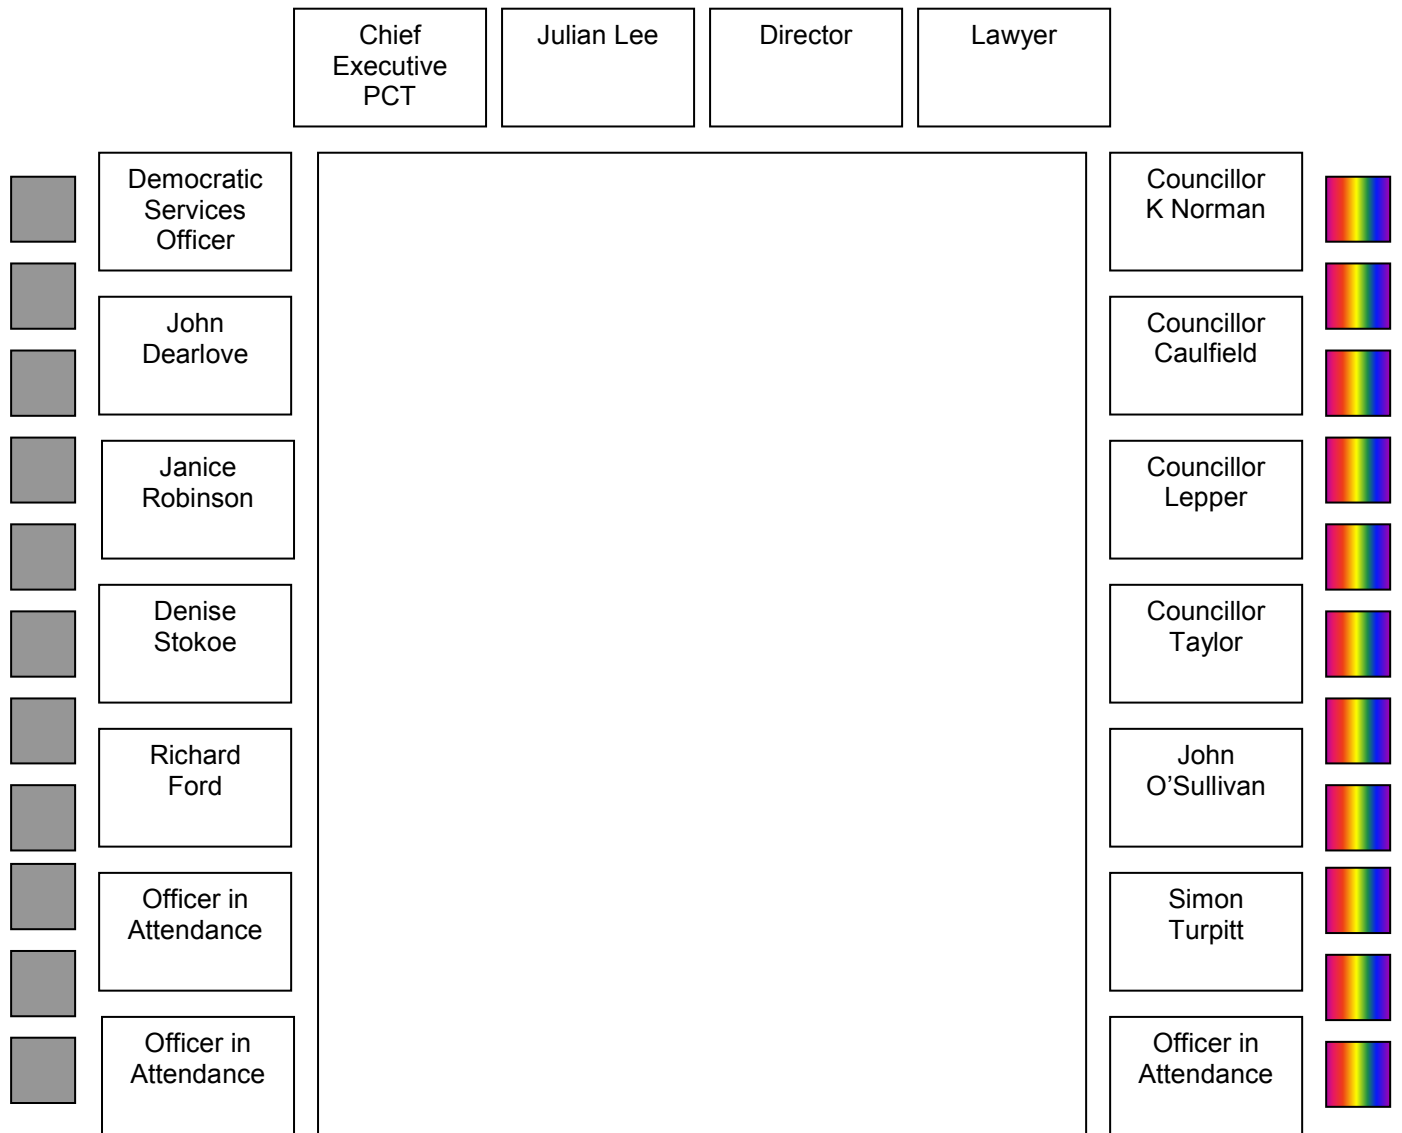 Chief
Executive
PCT
Julian Lee
Director
Lawyer
Democratic
Services
Officer
John
Dearlove
Janice
Robinson
Denise
Stokoe
Richard
Ford
Officer in
Attendance
Officer in
Attendance
Councillor
K Norman
Councillor
Caulfield
Councillor
Lepper
Councillor
Taylor
John
O’Sullivan
Simon
Turpitt
Officer in
Attendance